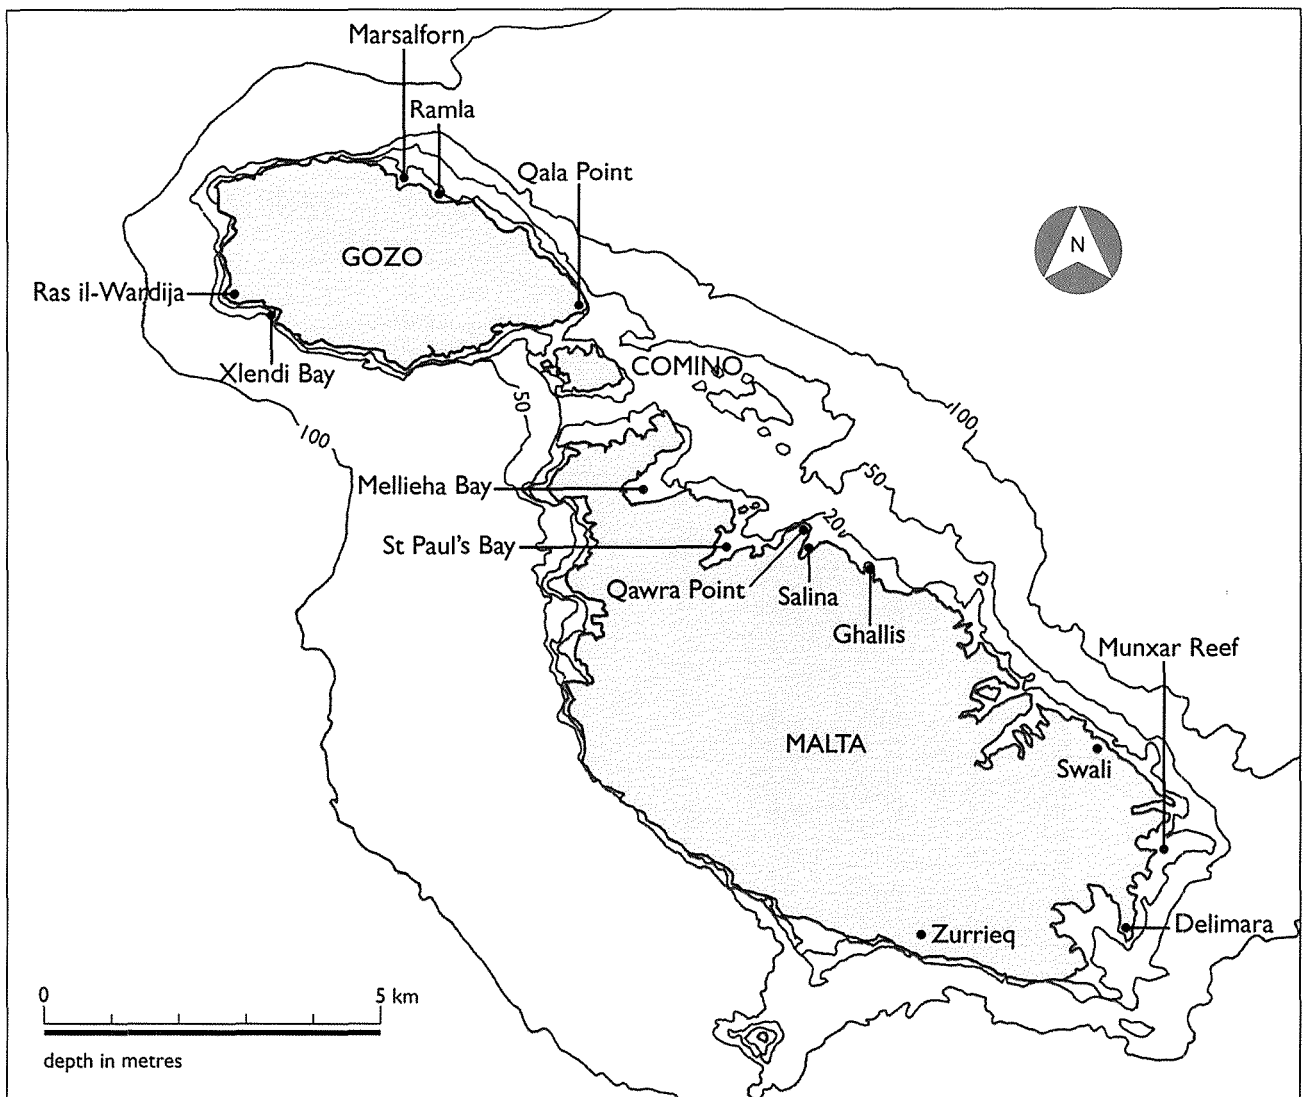 Marsalforn
Ramla
Qala Point
N
GOZO
Ras il-Wardija
COMINO
Xlendi Bay
50
100
100
50
Mellieha Bay
20
St Paul's Bay
Qawra Point
Salina
Ghallis
Munxar Reef
MALTA
Swali
Delimara
Zurrieq
0
5 km
depth in metres